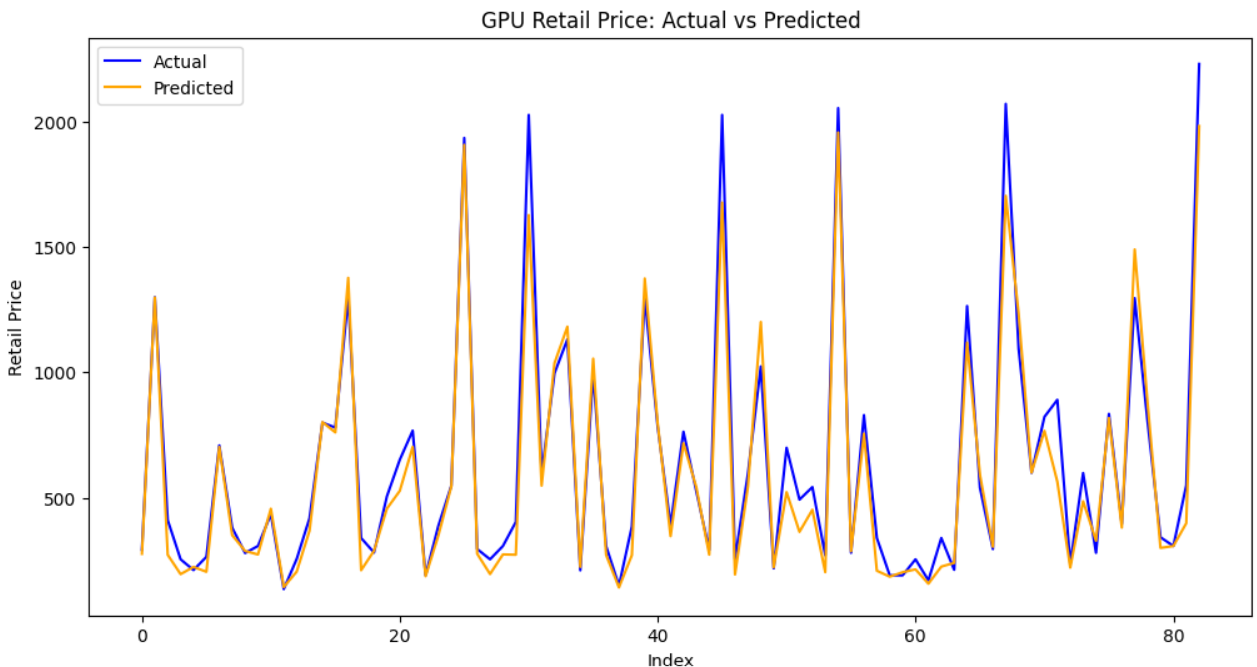 GPU Retail Price: Actual vs Predicted
Actual
Predicted
Retail Price
2000
1500
1000
500
0
20
40
60
80
Index